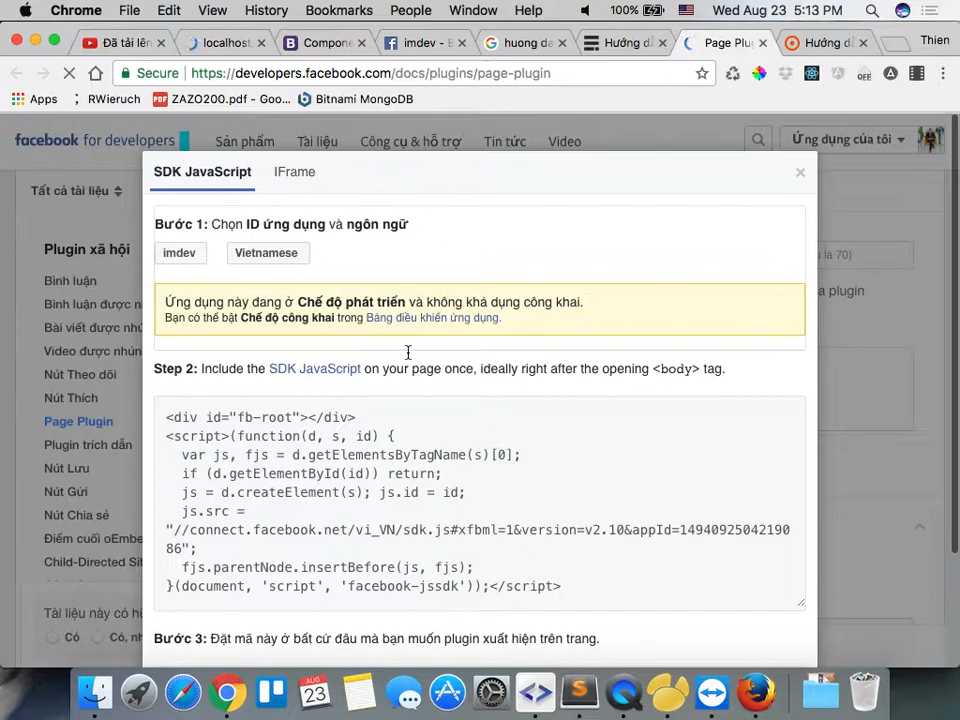 Chrome File Edit View History Bookmarks People Window Help 100% Wed Aug 23 5:13 PM
Đã tải lên localhost Compone imdev - B huong da Hướng dẫ Page Plug Hướng dẫ Thien
Secure https://developers.facebook.com/docs/plugins/page-plugin OFF
Apps RWieruch PDF ZAZO200.pdf - Goo... Bitnami MongoDB
facebook for developers Sản phẩm Tài liệu Công cụ & hỗ trợ Tin tức Video Ứng dụng của tôi
Tất cả tài liệu
SDK JavaScript IFrame ×
Plugin xã hội
Bình luận
Bình luận được n
Bài viết được nhún
Video được nhún
Nút Theo dõi
Nút Thích
Page Plugin
Plugin trích dẫn
Nút Lưu
Nút Gửi
Nút Chia sẻ
Điểm cuối oEmbe
Child-Directed Sit
Tài liệu này có hữ
Có Có, nh
Bước 1: Chọn ID ứng dụng và ngôn ngữ
imdev Vietnamese
là 70)
a plugin
Ứng dụng này đang ở Chế độ phát triển và không khả dụng công khai.
Bạn có thể bật Chế độ công khai trong Bảng điều khiển ứng dụng.
Step 2: Include the SDK JavaScript on your page once, ideally right after the opening <body> tag.
<div id="fb-root"></div>
<script>(function(d, s, id) {
var js, fjs = d.getElementsByTagName(s)[0];
if (d.getElementById(id)) return;
js = d.createElement(s); js.id = id;
js.src =
"//connect.facebook.net/vi_VN/sdk.js#xfbml=1&version=v2.10&appId=14940925042190
86";
fjs.parentNode.insertBefore(js, fjs);
}(document, 'script', 'facebook-jssdk'));</script>
Bước 3: Đặt mã này ở bất cứ đâu mà bạn muốn plugin xuất hiện trên trang.
AUG
23